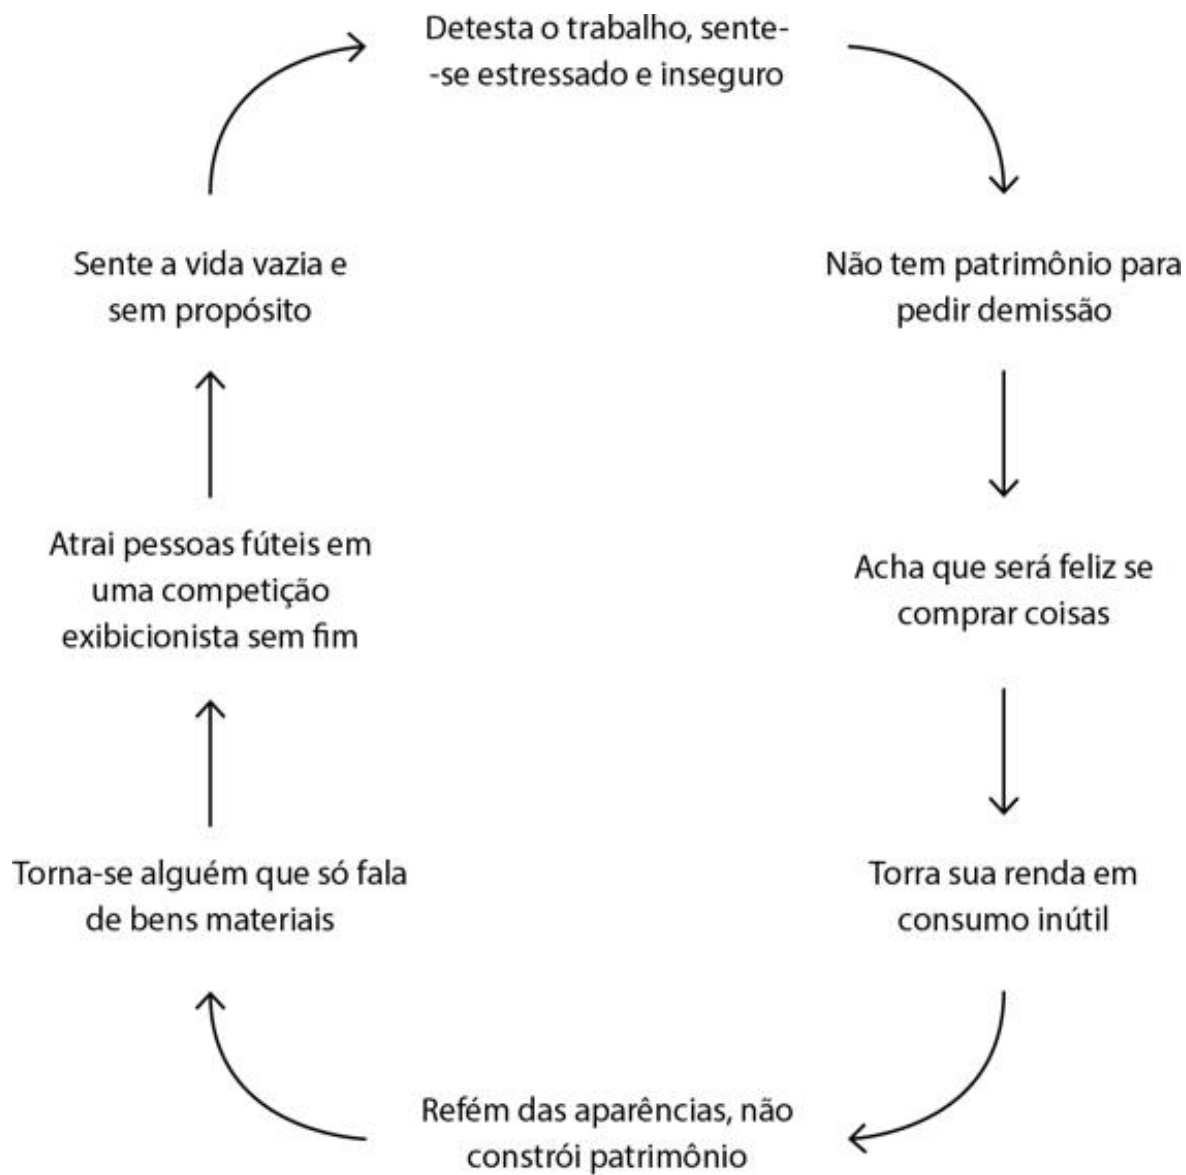 Detesta o trabalho, sente-
-se estressado e inseguro
Não tem patrimônio para
pedir demissão
Acha que será feliz se
comprar coisas
Torra sua renda em
consumo inútil
Refém das aparências, não
constrói patrimônio
Torna-se alguém que só fala
de bens materiais
Atrai pessoas fúteis em
uma competição
exibicionista sem fim
Sente a vida vazia e
sem propósito